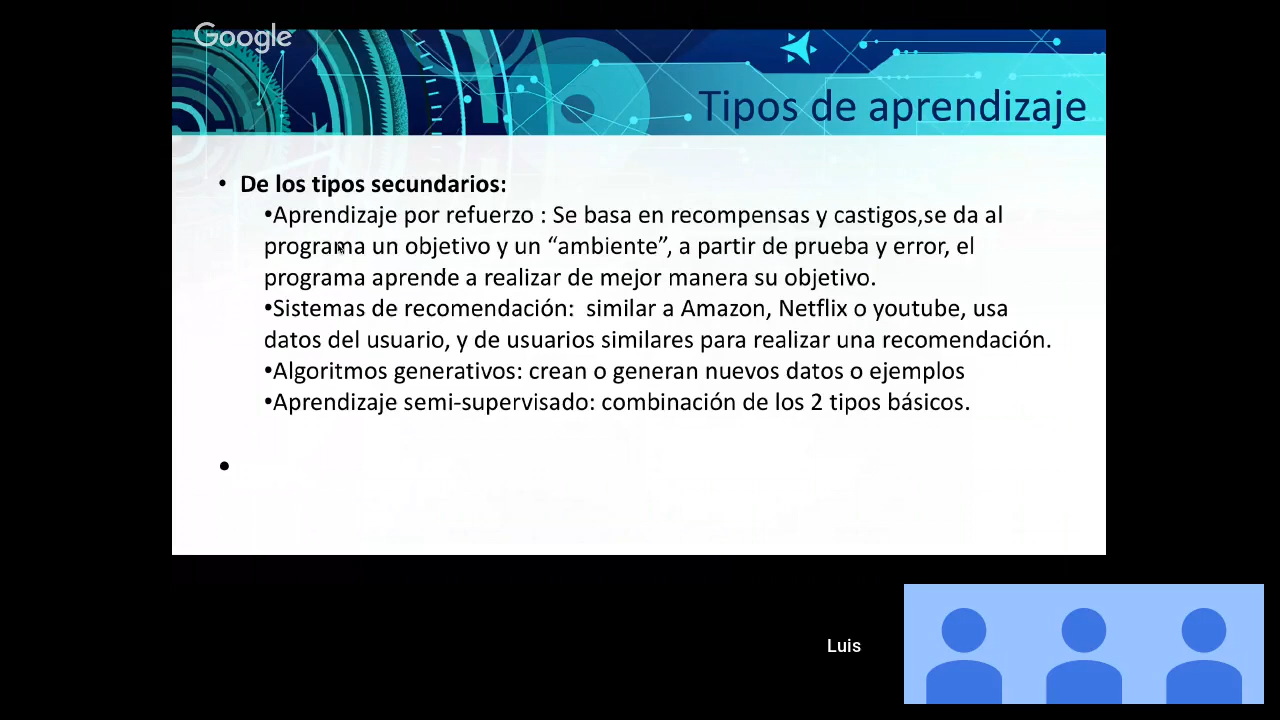 Google
Tipos de aprendizaje
• De los tipos secundarios:
•Aprendizaje por refuerzo : Se basa en recompensas y castigos,se da al
programa un objetivo y un “ambiente”, a partir de prueba y error, el
programa aprende a realizar de mejor manera su objetivo.
•Sistemas de recomendación:  similar a Amazon, Netflix o youtube, usa
datos del usuario, y de usuarios similares para realizar una recomendación.
•Algoritmos generativos: crean o generan nuevos datos o ejemplos
•Aprendizaje semi-supervisado: combinación de los 2 tipos básicos.
•
Luis